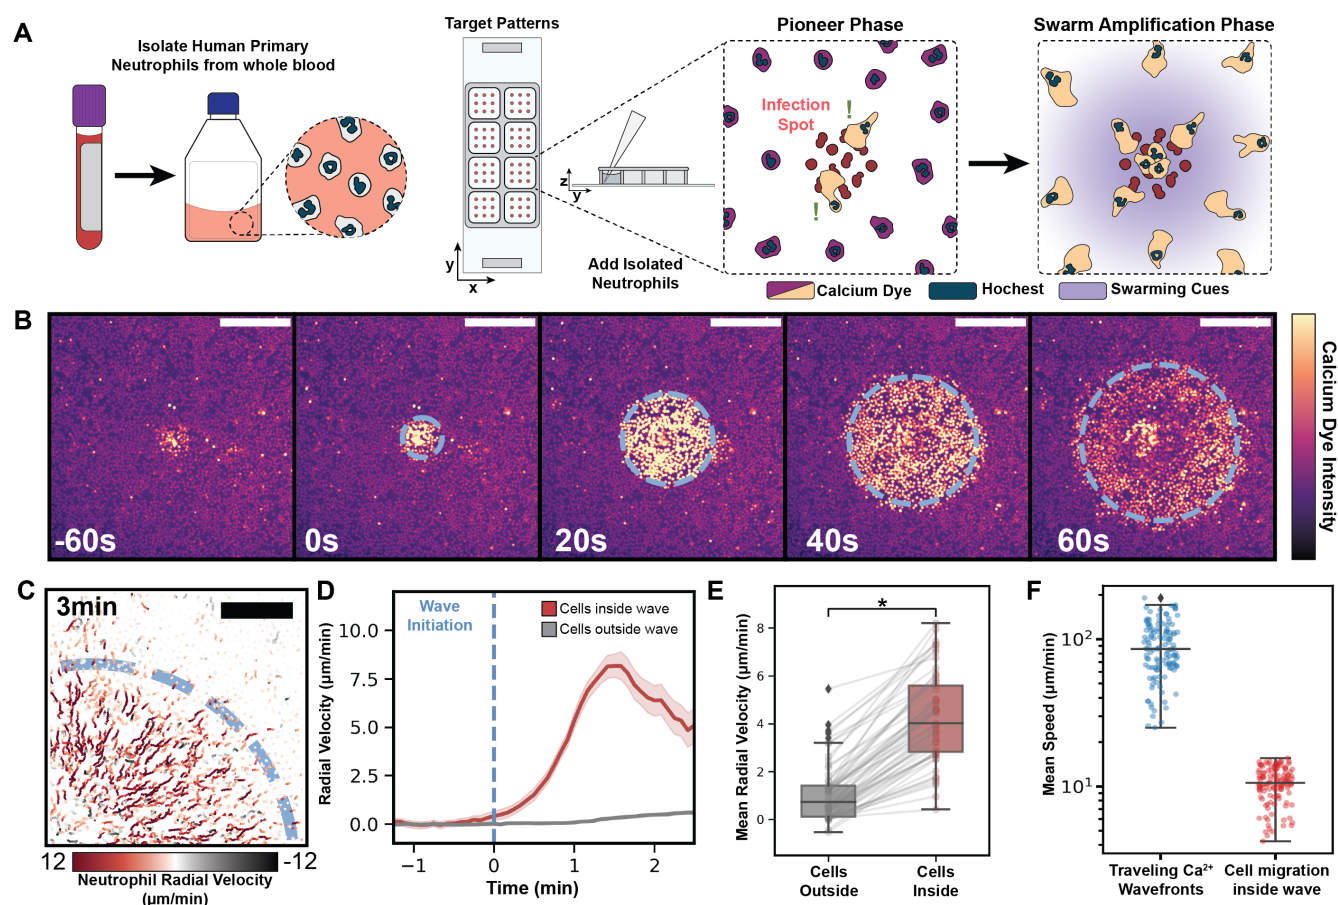 A
Isolate Human Primary
Neutrophils from whole blood
Target Patterns
y
x
z
y
Add Isolated
Neutrophils
Pioneer Phase
Infection
Spot
!
!
Swarm Amplification Phase
Calcium Dye
Hochest
Swarming Cues
B
-60s
0s
20s
40s
60s
Calcium Dye Intensity
C
3min
12
-12
Neutrophil Radial Velocity
(μm/min)
D
Wave
Initiation
Cells inside wave
Cells outside wave
Radial Velocity (μm/min)
10.0
7.5
5.0
2.5
0.0
−1
0
1
2
Time (min)
E
*
Mean Radial Velocity (μm/min)
8
6
4
2
0
Cells
Outside
Cells
Inside
F
Mean Speed (μm/min)
10²
10¹
Traveling Ca²⁺
Wavefronts
Cell migration
inside wave